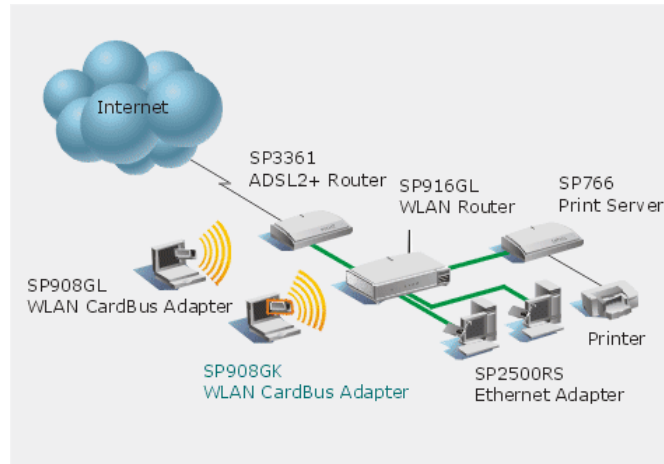 Internet
SP3361
ADSL2+ Router
SP916GL
WLAN Router
SP766
Print Server
SP908GL
WLAN CardBus Adapter
SP908GK
WLAN CardBus Adapter
SP2500RS
Ethernet Adapter
Printer